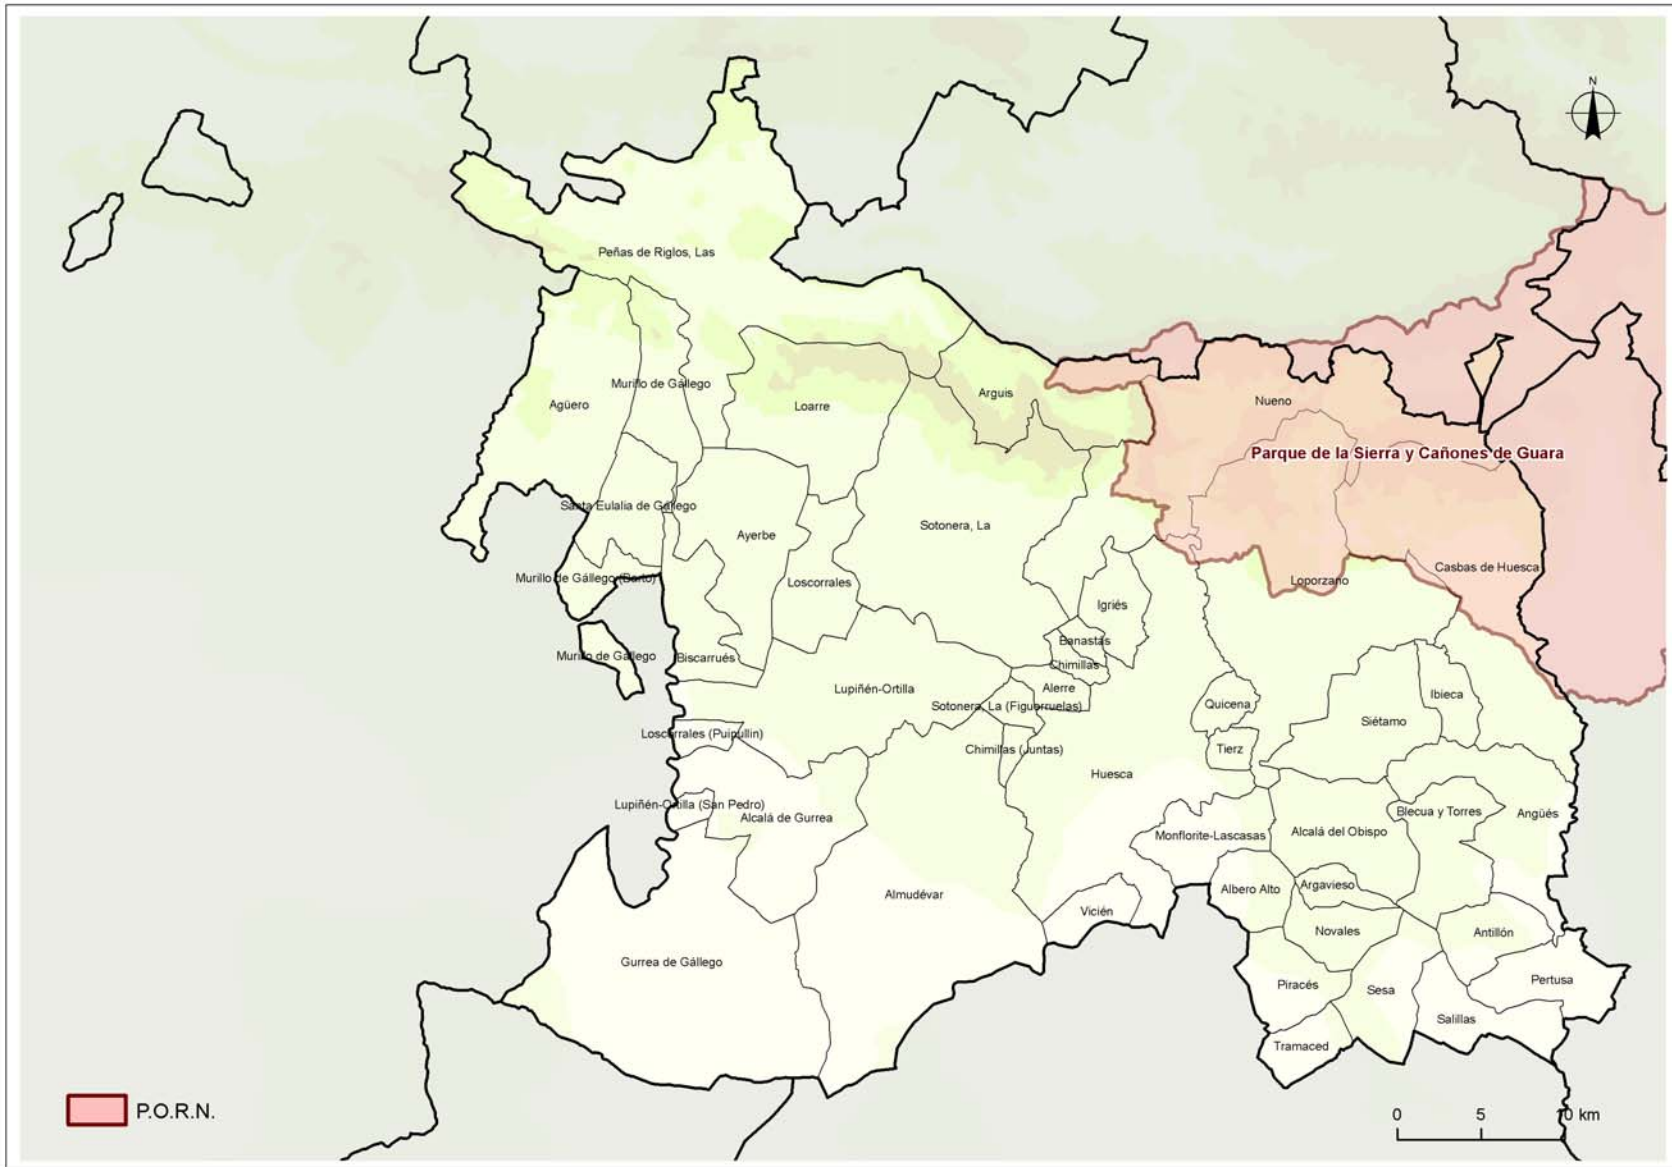 N
Peñas de Riglos, Las
Murillo de Gállego
Arguis
Agüero
Loarre
Nueno
Parque de la Sierra y Cañones de Guara
Santa Eulalia de Gállego
Sotonera, La
Ayerbe
Casbas de Huesca
Murillo de Gállego (Barto)
Loscorrales
Loporzano
Igriés
Banastás
Murillo de Gállego
Biscarrués
Chimillas
Lupiñén-Ortilla
Alerre
Ibieca
Sotonera, La (Figuerruelas)
Quicena
Siétamo
Loscorrales (Puipullin)
Chimillas (Juntas)
Tierz
Huesca
Lupiñén-Ortilla (San Pedro)
Alcalá de Gurrea
Blecua y Torres
Angüés
Monflorite-Lascasas
Alcalá del Obispo
Almudévar
Albero Alto
Argavieso
Vicién
Novales
Antillón
Gurrea de Gállego
Piracés
Sesa
Pertusa
Salillas
Tramaced
P.O.R.N.
0 5 10 km